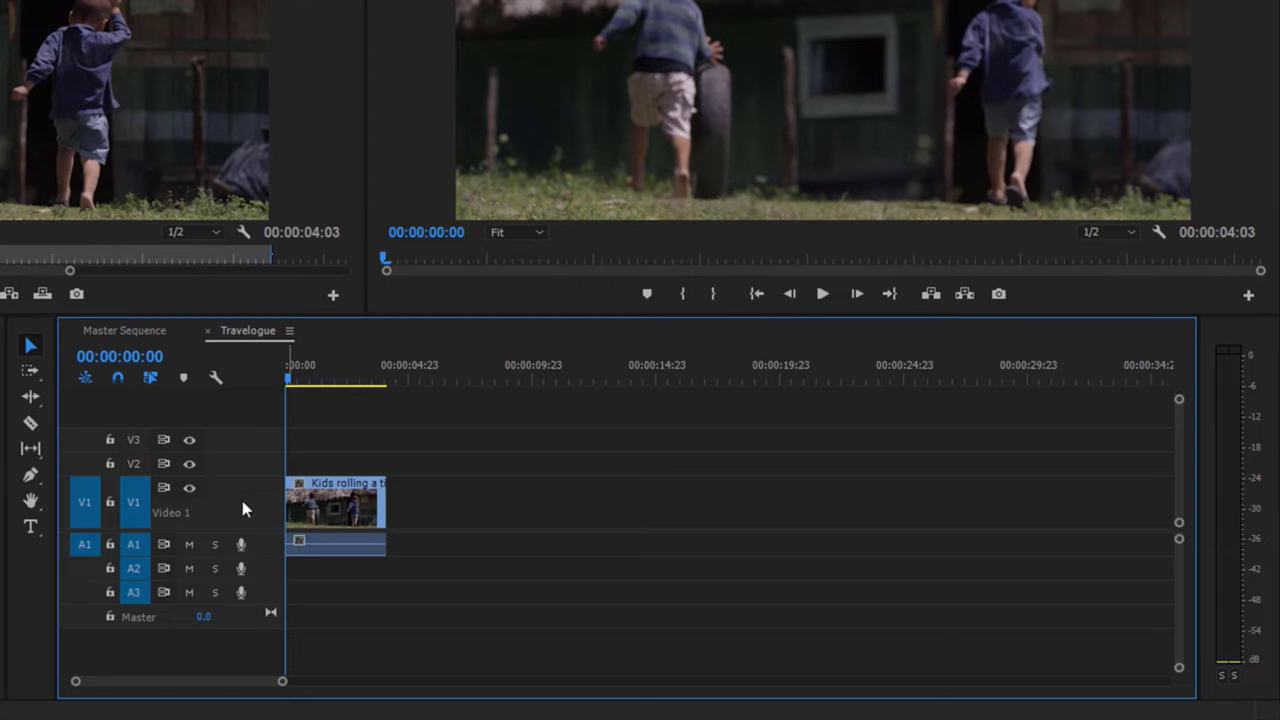 1/2 00:00:04:03
00:00:00:00 Fit 1/2 00:00:04:03
Master Sequence × Travelogue
00:00:00:00
:00:00 00:00:04:23 00:00:09:23 00:00:14:23 00:00:19:23 00:00:24:23 00:00:29:23 00:00:34:2
V3
V2
V1 V1 Kids rolling a ti
Video 1
A1 A1 M S
A2 M S
A3 M S
Master 0.0
0
-6
-12
-18
-24
-30
-36
-42
-48
-54
dB
S S
T
fx